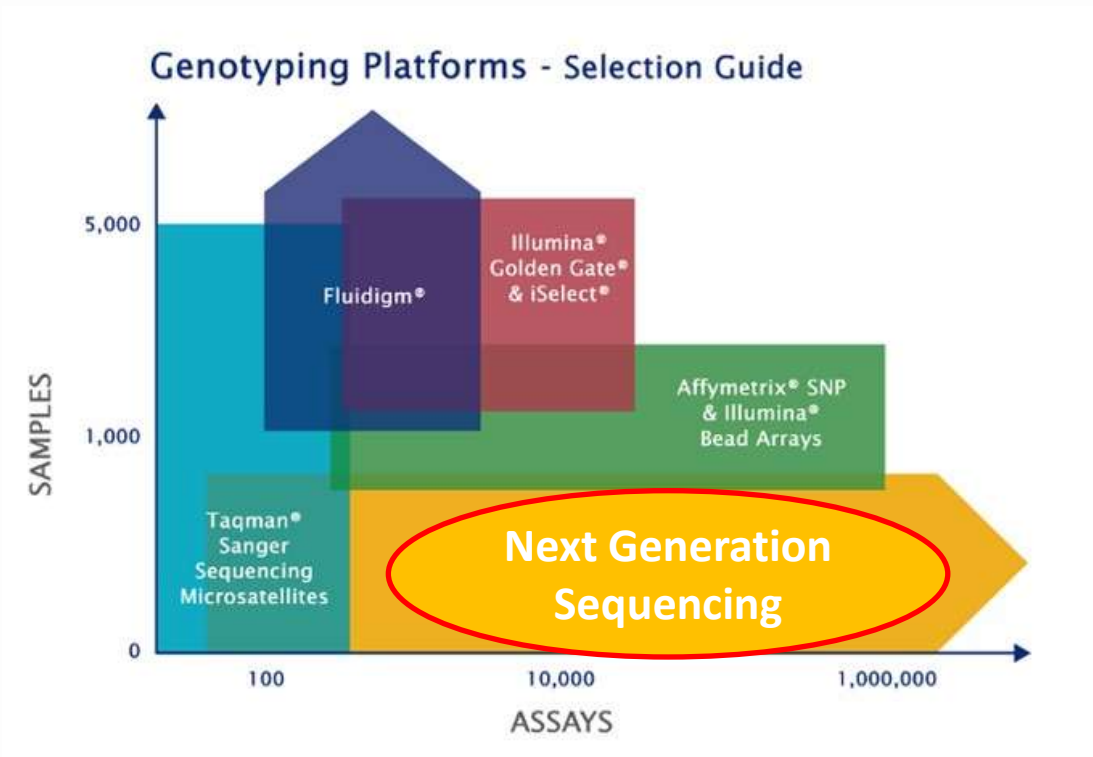 Genotyping Platforms - Selection Guide
5,000
1,000
0
SAMPLES
Fluidigm®
Illumina®
Golden Gate®
& iSelect®
Affymetrix® SNP
& Illumina®
Bead Arrays
Taqman®
Sanger
Sequencing
Microsatellites
Next Generation
Sequencing
100
10,000
1,000,000
ASSAYS